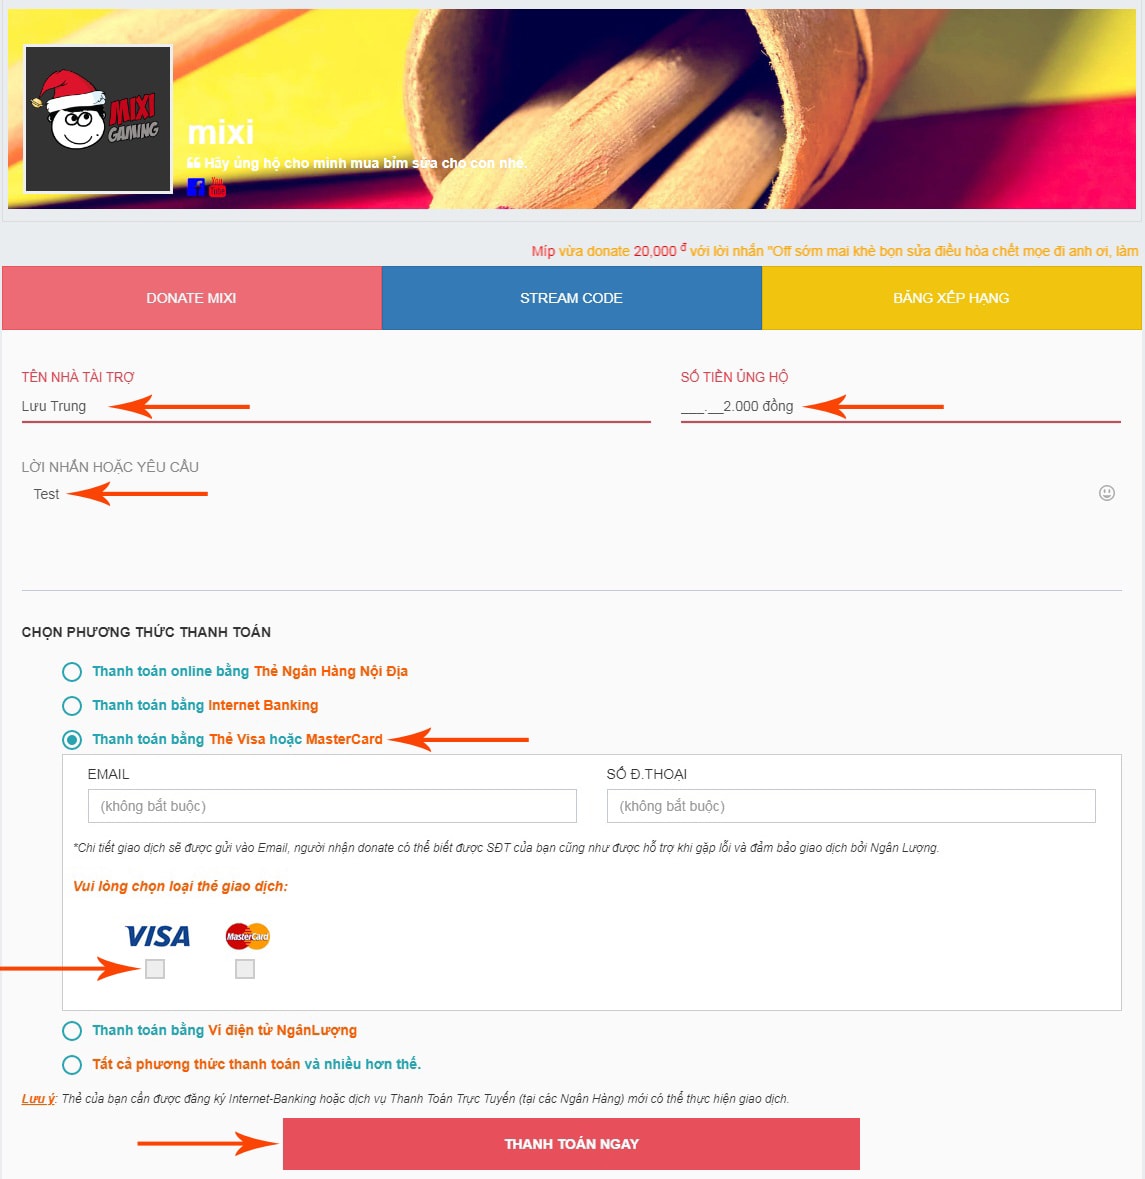 MIXI
GAMING
mixi
❝ Hãy ủng hộ cho mình mua bỉm sữa cho con nhé.
You
Tube
Míp vừa donate 20,000 đ với lời nhắn "Off sớm mai khè bọn sửa điều hòa chết mọe đi anh ơi, làm
DONATE MIXI
STREAM CODE
BẢNG XẾP HẠNG
TÊN NHÀ TÀI TRỢ
SỐ TIỀN ỦNG HỘ
Lưu Trung
___.__2.000 đồng
LỜI NHẮN HOẶC YÊU CẦU
Test
CHỌN PHƯƠNG THỨC THANH TOÁN
Thanh toán online bằng Thẻ Ngân Hàng Nội Địa
Thanh toán bằng Internet Banking
Thanh toán bằng Thẻ Visa hoặc MasterCard
EMAIL
SỐ Đ.THOẠI
(không bắt buộc)
(không bắt buộc)
*Chi tiết giao dịch sẽ được gửi vào Email, người nhận donate có thể biết được SĐT của bạn cũng như được hỗ trợ khi gặp lỗi và đảm bảo giao dịch bởi Ngân Lượng.
Vui lòng chọn loại thẻ giao dịch:
VISA
MasterCard
Thanh toán bằng Ví điện tử NgânLượng
Tất cả phương thức thanh toán và nhiều hơn thế.
Lưu ý: Thẻ của bạn cần được đăng ký Internet-Banking hoặc dịch vụ Thanh Toán Trực Tuyến (tại các Ngân Hàng) mới có thể thực hiện giao dịch.
THANH TOÁN NGAY